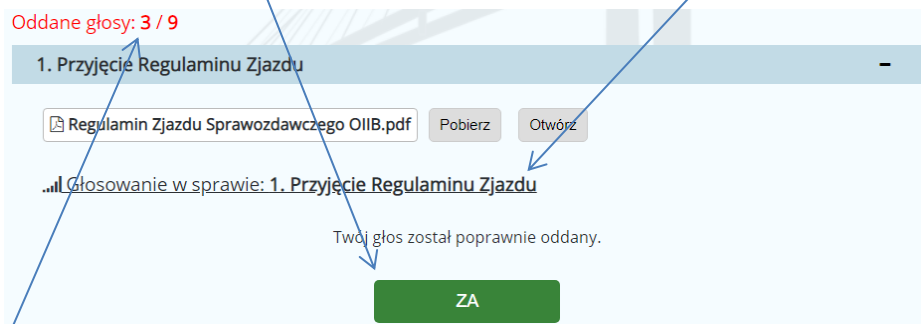 Oddane głosy: 3 / 9
1. Przyjęcie Regulaminu Zjazdu –
Regulamin Zjazdu Sprawozdawczego OIIB.pdf Pobierz Otwórz
Głosowanie w sprawie: 1. Przyjęcie Regulaminu Zjazdu
Twój głos został poprawnie oddany.
ZA